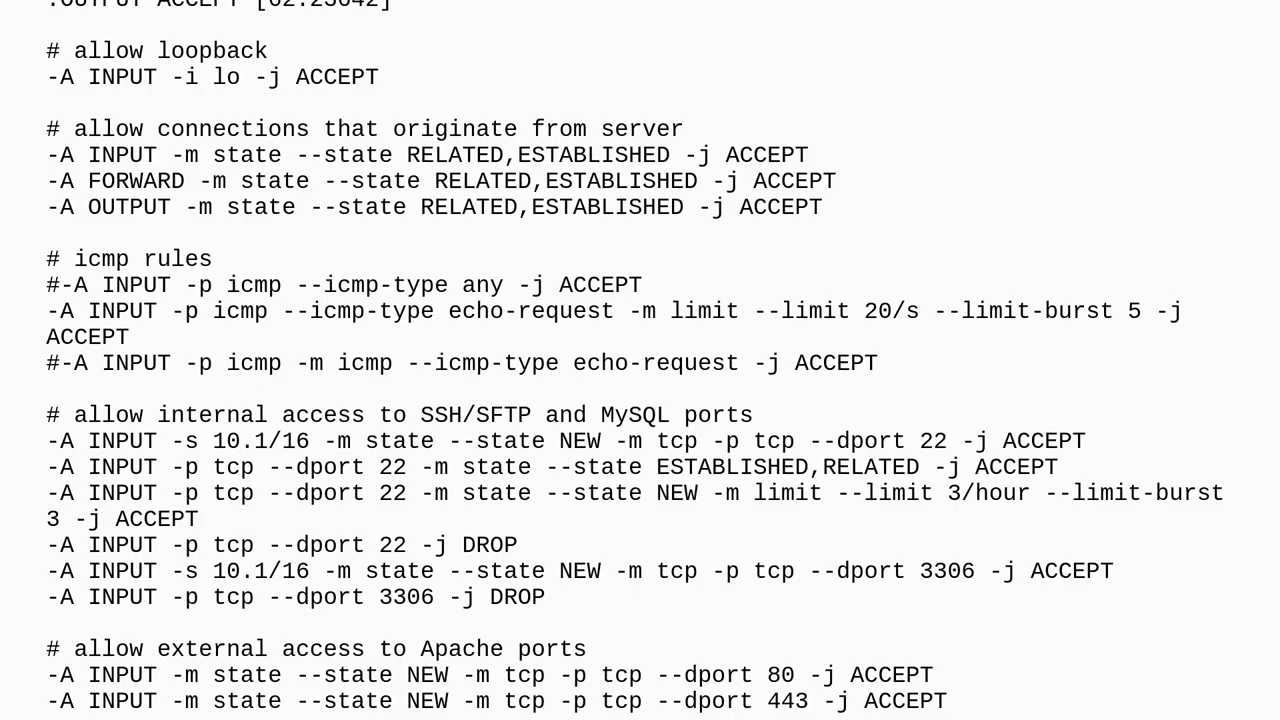 :OUTPUT ACCEPT [62:23042]
# allow loopback
-A INPUT -i lo -j ACCEPT
# allow connections that originate from server
-A INPUT -m state --state RELATED,ESTABLISHED -j ACCEPT
-A FORWARD -m state --state RELATED,ESTABLISHED -j ACCEPT
-A OUTPUT -m state --state RELATED,ESTABLISHED -j ACCEPT
# icmp rules
#-A INPUT -p icmp --icmp-type any -j ACCEPT
-A INPUT -p icmp --icmp-type echo-request -m limit --limit 20/s --limit-burst 5 -j
ACCEPT
#-A INPUT -p icmp -m icmp --icmp-type echo-request -j ACCEPT
# allow internal access to SSH/SFTP and MySQL ports
-A INPUT -s 10.1/16 -m state --state NEW -m tcp -p tcp --dport 22 -j ACCEPT
-A INPUT -p tcp --dport 22 -m state --state ESTABLISHED,RELATED -j ACCEPT
-A INPUT -p tcp --dport 22 -m state --state NEW -m limit --limit 3/hour --limit-burst
3 -j ACCEPT
-A INPUT -p tcp --dport 22 -j DROP
-A INPUT -s 10.1/16 -m state --state NEW -m tcp -p tcp --dport 3306 -j ACCEPT
-A INPUT -p tcp --dport 3306 -j DROP
# allow external access to Apache ports
-A INPUT -m state --state NEW -m tcp -p tcp --dport 80 -j ACCEPT
-A INPUT -m state --state NEW -m tcp -p tcp --dport 443 -j ACCEPT